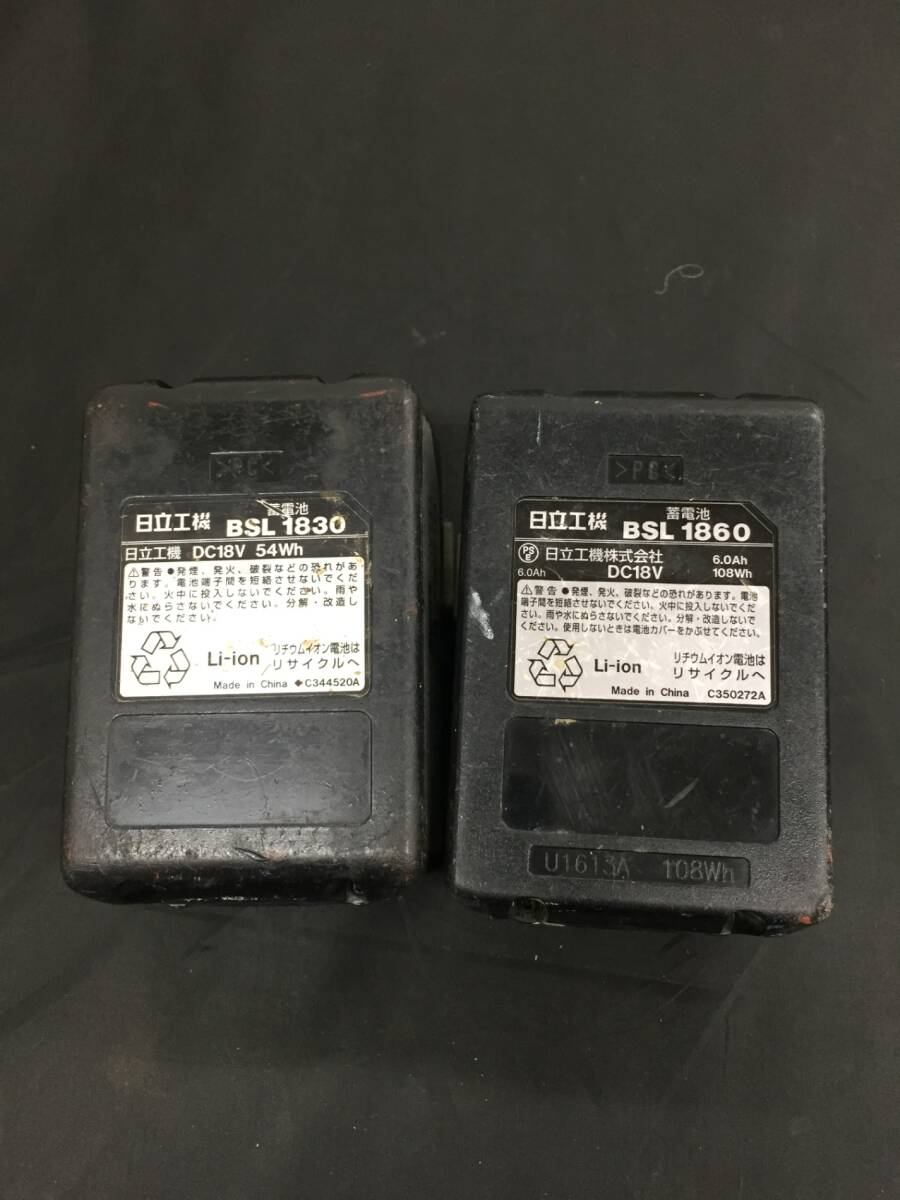 >PC<
日立工機 蓄電池
BSL 1830
日立工機 DC18V 54Wh
⚠警告 ●発煙、発火、破裂などの恐れがあ
ります。電池端子間を短絡させないでくだ
さい。火中に投入しないでください。雨や
水にぬらさないでください。分解・改造し
ないでください。
Li-ion リチウムイオン電池は
リサイクルへ
Made in China ◆C344520A
>PC<
日立工機 蓄電池
BSL 1860
PSE 日立工機株式会社 6.0Ah
6.0Ah DC18V 108Wh
⚠警告 ●発煙、発火、破裂などの恐れがあります。電池
端子間を短絡させないでください。火中に投入しないでくだ
さい。雨や水にぬらさないでください。分解・改造しないで
ください。使用しないときは電池カバーをかぶせてください。
Li-ion リチウムイオン電池は
リサイクルへ
Made in China C350272A
U1613A 108Wh